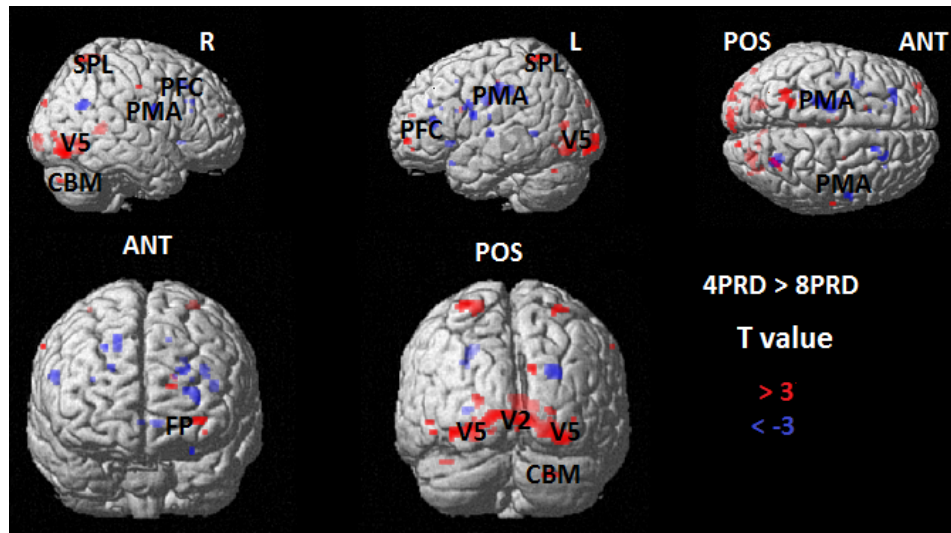 R
SPL
PFC
PMA
V5
CBM
L
SPL
PMA
PFC
V5
POS
ANT
PMA
PMA
ANT
FP
POS
V5
V2
V5
CBM
4PRD > 8PRD
T value
> 3
< -3